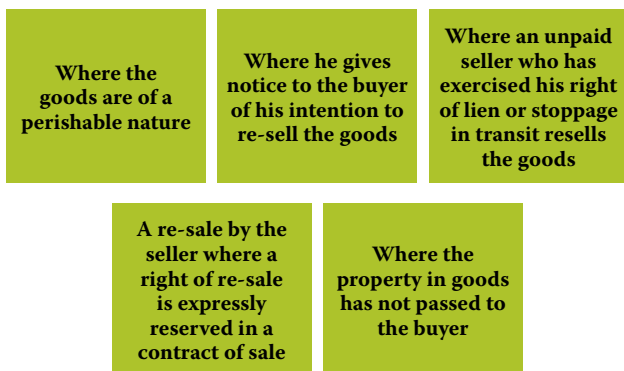 Where the
goods are of a
perishable nature
Where he gives
notice to the buyer
of his intention to
re-sell the goods
Where an unpaid
seller who has
exercised his right
of lien or stoppage
in transit resells
the goods
A re-sale by the
seller where a
right of re-sale
is expressly
reserved in a
contract of sale
Where the
property in goods
has not passed to
the buyer